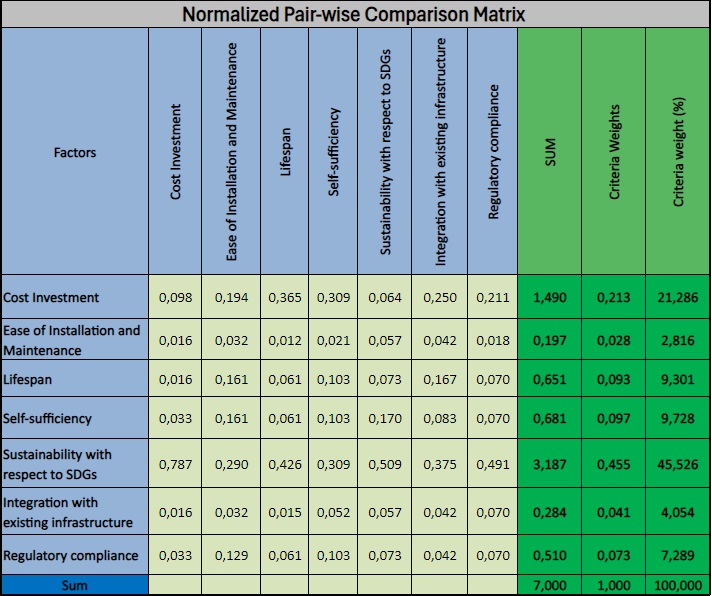 Normalized Pair-wise Comparison Matrix
Factors
Cost Investment
Ease of Installation and Maintenance
Lifespan
Self-sufficiency
Sustainability with respect to SDGs
Integration with existing infrastructure
Regulatory compliance
SUM
Criteria Weights
Criteria weight (%)
Cost Investment 0,098 0,194 0,365 0,309 0,064 0,250 0,211 1,490 0,213 21,286
Ease of Installation and
Maintenance 0,016 0,032 0,012 0,021 0,057 0,042 0,018 0,197 0,028 2,816
Lifespan 0,016 0,161 0,061 0,103 0,073 0,167 0,070 0,651 0,093 9,301
Self-sufficiency 0,033 0,161 0,061 0,103 0,170 0,083 0,070 0,681 0,097 9,728
Sustainability with
respect to SDGs 0,787 0,290 0,426 0,309 0,509 0,375 0,491 3,187 0,455 45,526
Integration with
existing infrastructure 0,016 0,032 0,015 0,052 0,057 0,042 0,070 0,284 0,041 4,054
Regulatory compliance 0,033 0,129 0,061 0,103 0,073 0,042 0,070 0,510 0,073 7,289
Sum 7,000 1,000 100,000